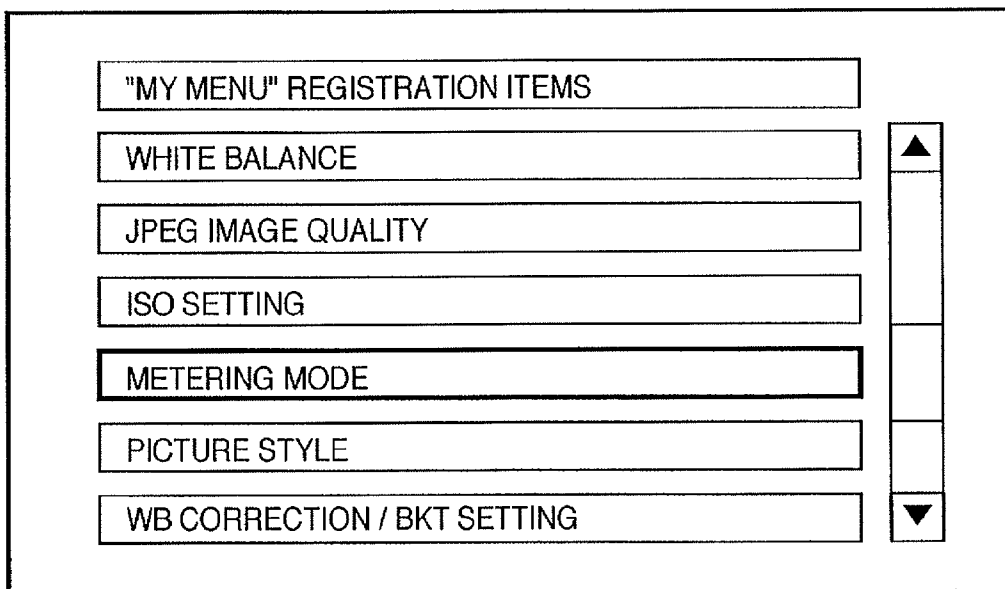 "MY MENU" REGISTRATION ITEMS
WHITE BALANCE
JPEG IMAGE QUALITY
ISO SETTING
METERING MODE
PICTURE STYLE
WB CORRECTION / BKT SETTING